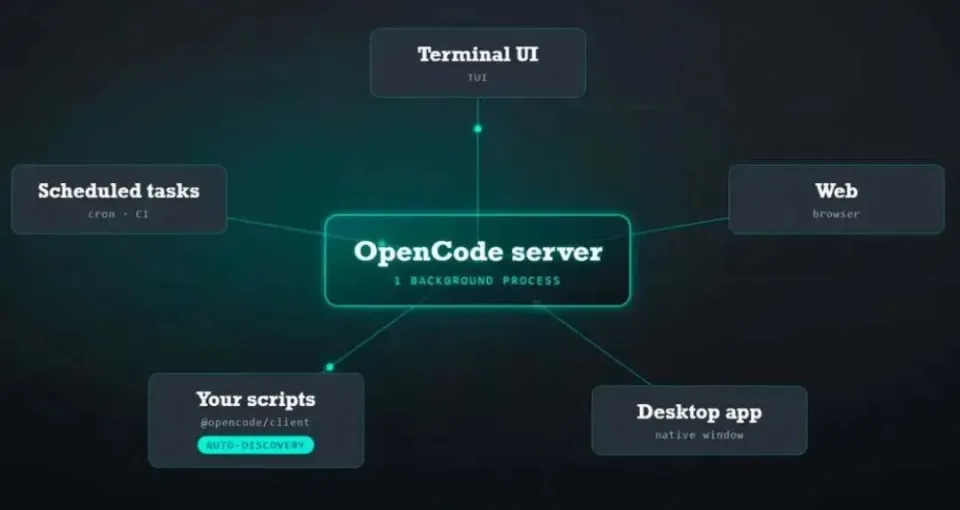 Terminal UI
TUI
Scheduled tasks
cron · CI
Web
browser
OpenCode server
1 BACKGROUND PROCESS
Your scripts
@opencode/client
AUTO-DISCOVERY
Desktop app
native window